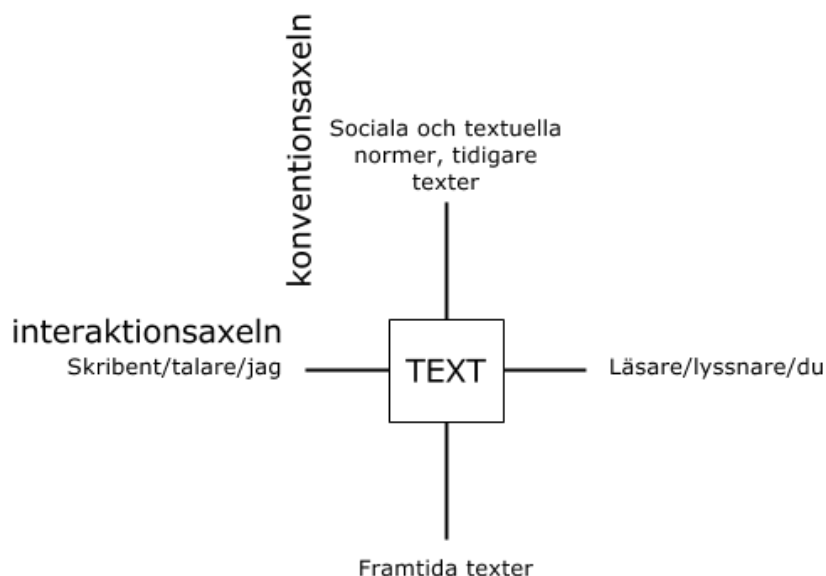 konventionsaxeln
Sociala och textuella
normer, tidigare
texter
interaktionsaxeln
Skribent/talare/jag
TEXT
Läsare/lyssnare/du
Framtida texter